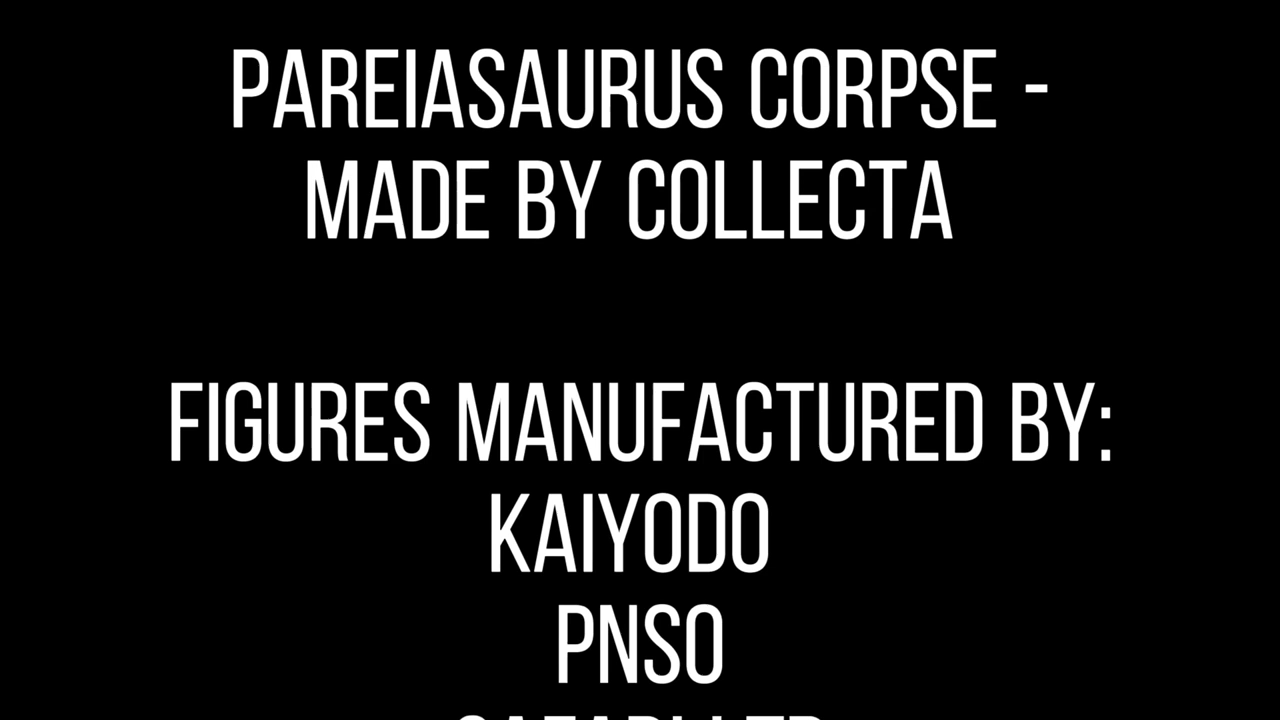 PAREIASAURUS CORPSE -
MADE BY COLLECTA
FIGURES MANUFACTURED BY:
KAIYODO
PNSO